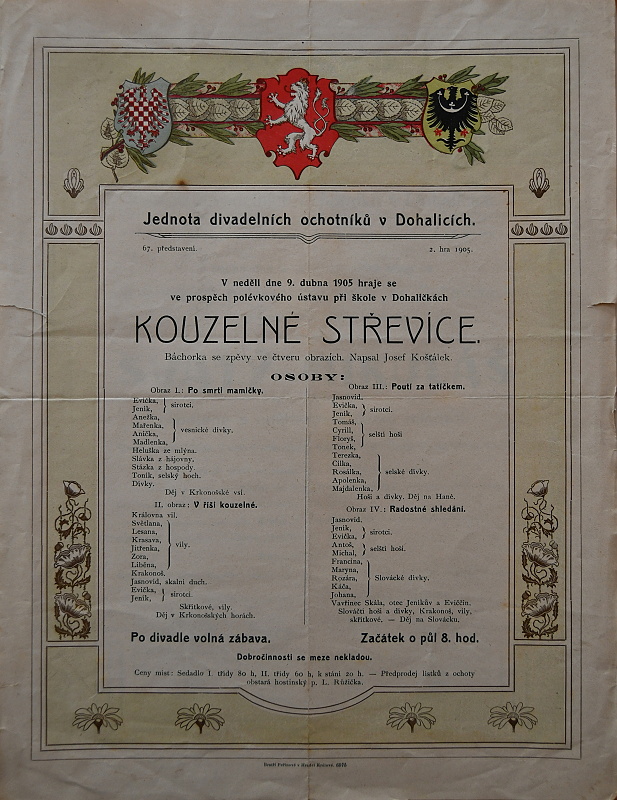 Jednota divadelních ochotníků v Dohalicích.
67. představení.
2. hra 1905.
V neděli dne 9. dubna 1905 hraje se
ve prospěch polévkového ústavu při škole v Dohaličkách
KOUZELNÉ STŘEVÍCE.
Báchorka se zpěvy ve čtveru obrazích. Napsal Josef Košťálek.
OSOBY:
Obraz I.: Po smrti mamičky.
Evička,
Jeník, } sirotci.
Anežka,
Mařenka,
Anička, } vesnické dívky.
Madlenka,
Heluška ze mlýna.
Slávka z hájovny.
Stázka z hospody.
Toník, selský hoch.
Dívky.
Děj v Krkonošské vsi.
II. obraz: V říši kouzelné.
Královna vil.
Světlana,
Lesana,
Krasava,
Jitřenka, } víly.
Zora,
Liběna,
Krakonoš.
Jasnovid, skalní duch.
Evička,
Jeník, } sirotci.
Skřítkové, víly.
Děj v Krkonošských horách.
Obraz III.: Poutí za tatíčkem.
Jasnovid,
Evička,
Jeník, } sirotci.
Tomáš,
Cyrill,
Floryš, } selští hoši
Tonek,
Terezka,
Cilka,
Rosálka, } selské dívky.
Apolenka,
Majdalenka,
Hoši a dívky. Děj na Hané.
Obraz IV.: Radostné shledání.
Jasnovid,
Jeník,
Evička, } sirotci.
Antoš,
Michal, } selští hoši.
Francina,
Maryna,
Rozára, } Slovácké dívky.
Káča,
Johana,
Vavřinec Skála, otec Jeníkův a Evičin.
Slováčtí hoši a dívky, Krakonoš, víly,
skřítkové. — Děj na Slovácku.
Po divadle volná zábava.
Začátek o půl 8. hod.
Dobročinnosti se meze nekladou.
Ceny míst: Sedadlo I. třídy 80 h, II. třídy 60 h, k stání 20 h. — Předprodej lístků z ochoty
obstará hostinský p. L. Růžička.